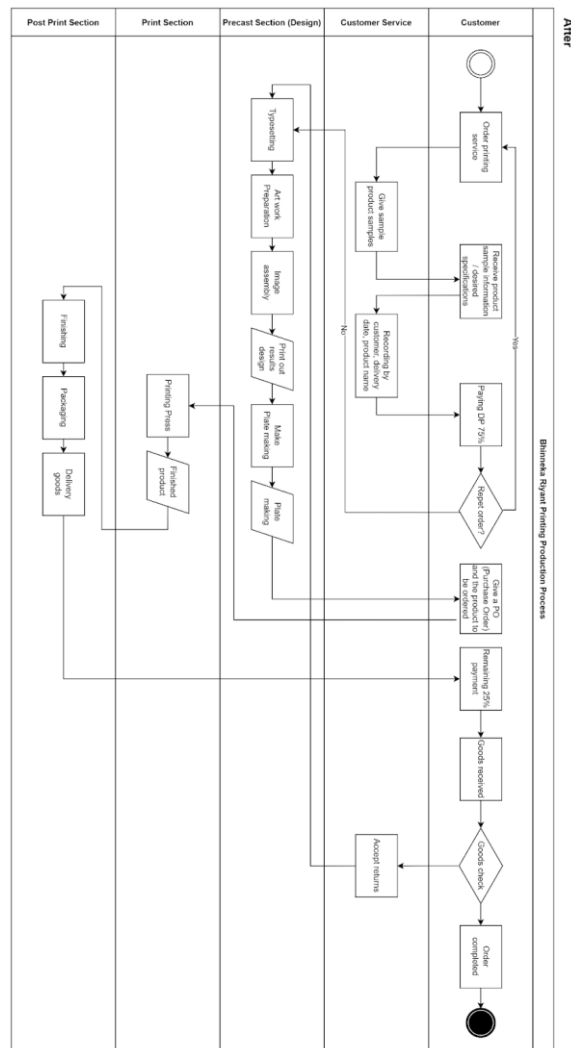 After
Bhinneka Riyant Printing Production Process
Customer
Customer Service
Precast Section (Design)
Print Section
Post Print Section
Order printing
service
Give sample
product samples
Receive product
sample information
/ desired
specifications
Recording by
customer, delivery
date, product name
Paying DP 75%
Repet order?
Yes
No
Typesetting
Art work
Preparation
Image
assembly
Print out
results
design
Make
Plate making
Plate
making
Give a PO
(Purchase Order)
and the product to
be ordered
Printing Press
Finished
product
Finishing
Packaging
Delivery
goods
Remaining 25%
payment
Goods received
Goods check
Accept returns
Order
completed